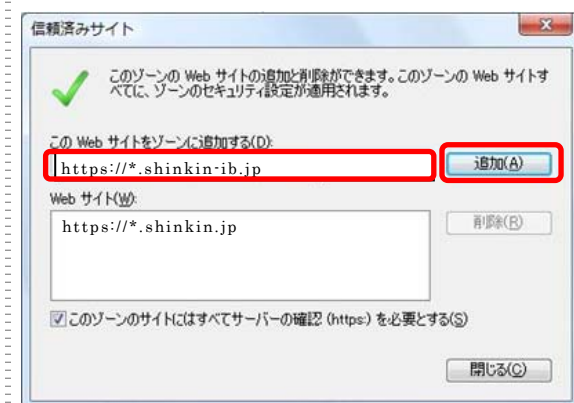 信頼済みサイト
このゾーンの Web サイトの追加と削除ができます。このゾーンの Web サイトす
べてに、ゾーンのセキュリティ設定が適用されます。
この Web サイトをゾーンに追加する(D):
https://*.shinkin-ib.jp
追加(A)
Web サイト(W):
https://*.shinkin.jp
削除(R)
このゾーンのサイトにはすべてサーバーの確認 (https:) を必要とする(S)
閉じる(C)